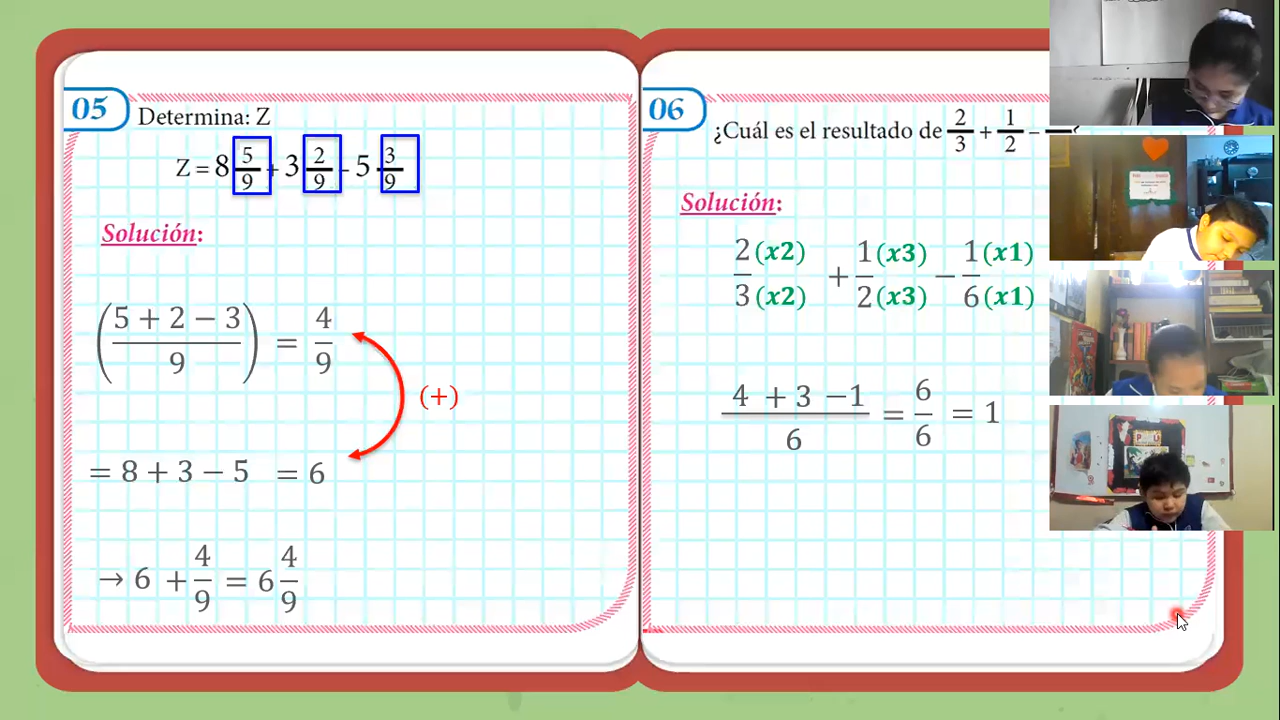 05
Determina: Z
Z = 8 5/9 + 3 2/9 - 5 3/9
Solución:
(5 + 2 − 3 / 9) = 4/9
(+)
= 8 + 3 − 5 = 6
→ 6 + 4/9 = 6 4/9
06
¿Cuál es el resultado de 2/3 + 1/2 −
Solución:
2(x2)/3(x2) + 1(x3)/2(x3) − 1(x1)/6(x1)
4 + 3 − 1 / 6 = 6/6 = 1